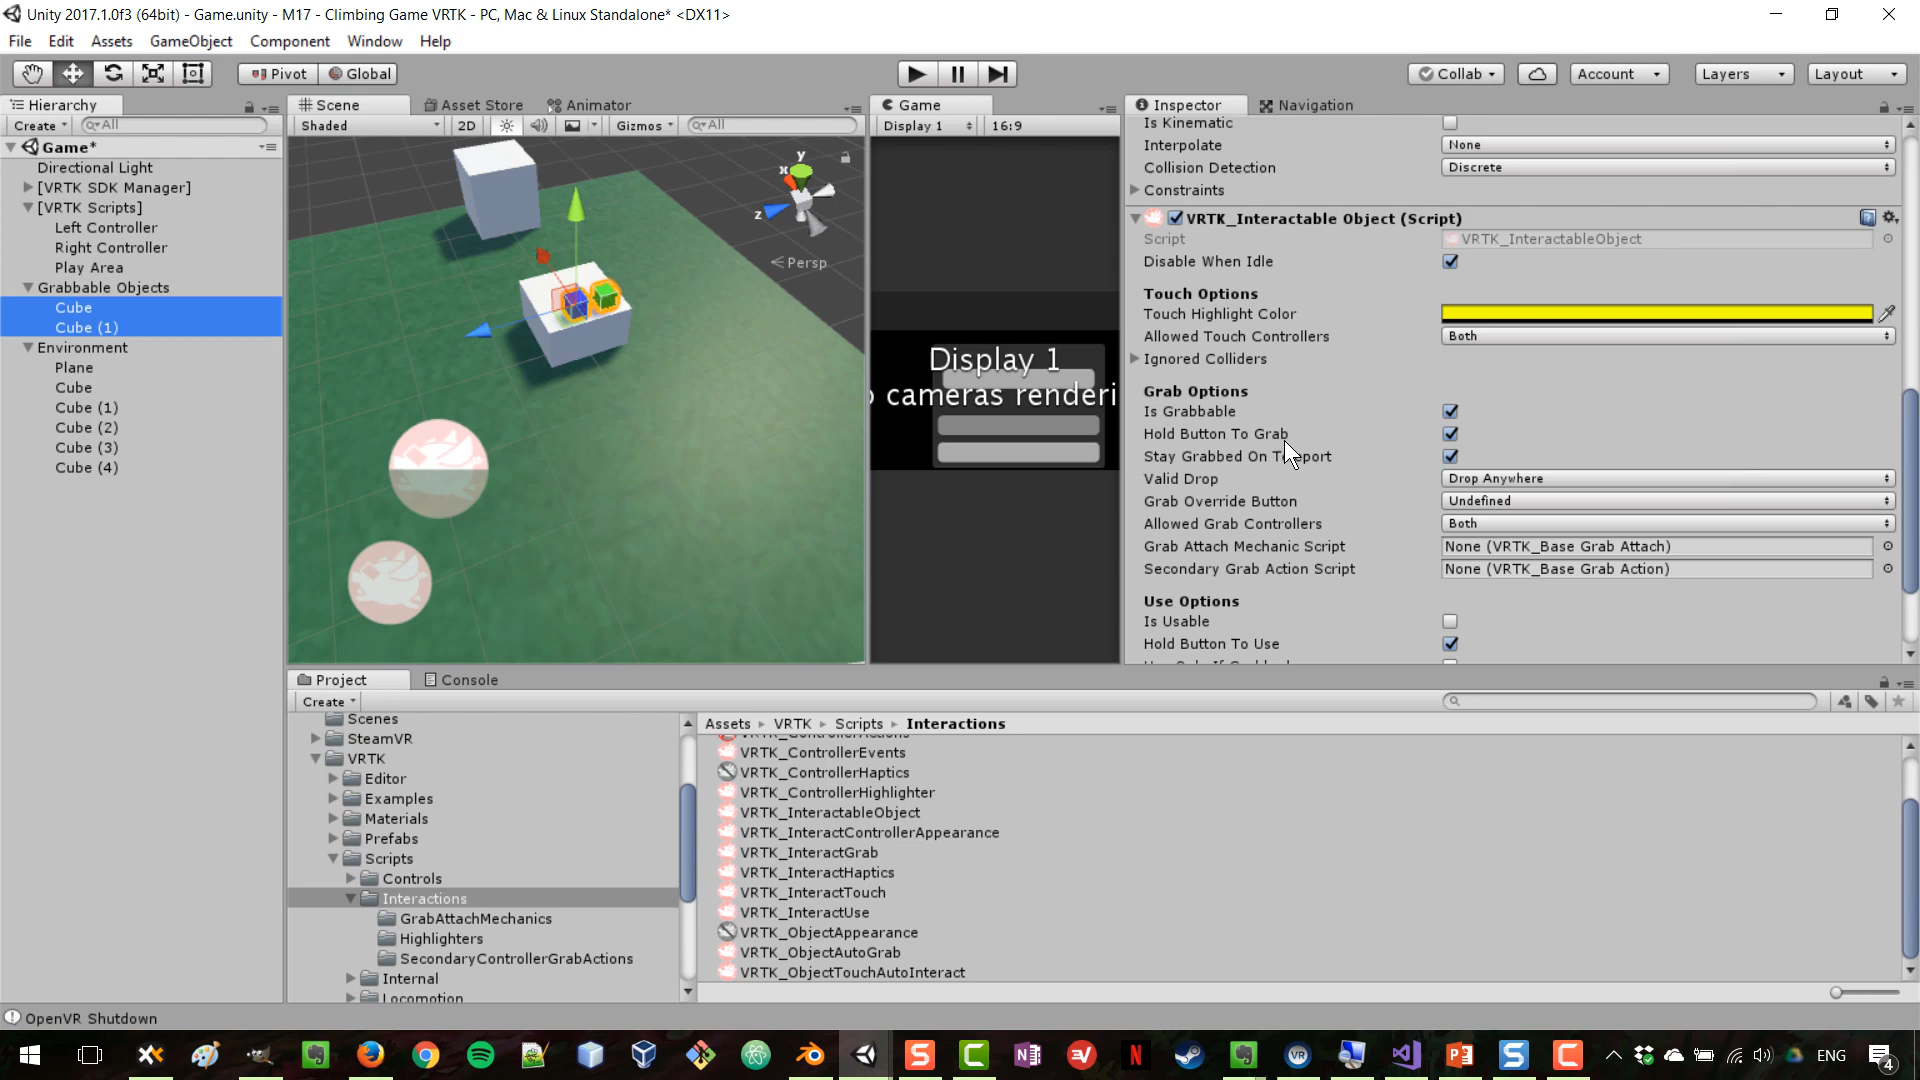 Unity 2017.1.0f3 (64bit) - Game.unity - M17 - Climbing Game VRTK - PC, Mac & Linux Standalone* <DX11>
File Edit Assets GameObject Component Window Help
Pivot Global Collab Account Layers Layout
Hierarchy
Create All
Game*
Directional Light
[VRTK SDK Manager]
[VRTK Scripts]
Left Controller
Right Controller
Play Area
Grabbable Objects
Cube
Cube (1)
Environment
Plane
Cube
Cube (1)
Cube (2)
Cube (3)
Cube (4)
Scene Asset Store Animator
Shaded 2D Gizmos All
y
x
z
Persp
Game
Display 1 16:9
Display 1
cameras renderi
Inspector Navigation
Is Kinematic
Interpolate None
Collision Detection Discrete
Constraints
VRTK_Interactable Object (Script)
Script VRTK_InteractableObject
Disable When Idle
Touch Options
Touch Highlight Color
Allowed Touch Controllers Both
Ignored Colliders
Grab Options
Is Grabbable
Hold Button To Grab
Stay Grabbed On
Valid Drop Drop Anywhere
Grab Override Button Undefined
Allowed Grab Controllers Both
Grab Attach Mechanic Script None (VRTK_Base Grab Attach)
Secondary Grab Action Script None (VRTK_Base Grab Action)
Use Options
Is Usable
Hold Button To Use
Project Console
Create
Scenes
SteamVR
VRTK
Editor
Examples
Materials
Prefabs
Scripts
Controls
Interactions
GrabAttachMechanics
Highlighters
SecondaryControllerGrabActions
Internal
Locomotion
Assets VRTK Scripts Interactions
VRTK_ControllerActions
VRTK_ControllerEvents
VRTK_ControllerHaptics
VRTK_ControllerHighlighter
VRTK_InteractableObject
VRTK_InteractControllerAppearance
VRTK_InteractGrab
VRTK_InteractHaptics
VRTK_InteractTouch
VRTK_InteractUse
VRTK_ObjectAppearance
VRTK_ObjectAutoGrab
VRTK_ObjectTouchAutoInteract
OpenVR Shutdown
ENG
4